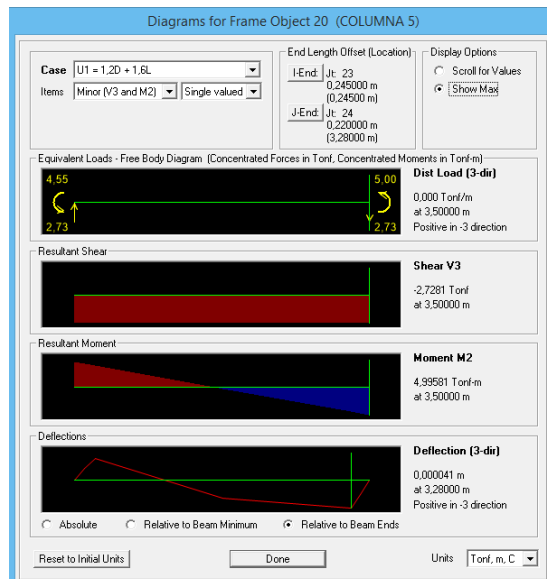 Diagrams for Frame Object 20 (COLUMNA 5)
Case U1 = 1,2D + 1,6L
Items Minor (V3 and M2) Single valued
End Length Offset (Location)
I-End: Jt: 23
0,245000 m
(0,24500 m)
J-End: Jt: 24
0,220000 m
(3,28000 m)
Display Options
Scroll for Values
Show Max
Equivalent Loads - Free Body Diagram (Concentrated Forces in Tonf, Concentrated Moments in Tonf-m)
4,55 5,00
2,73 2,73
Dist Load (3-dir)
0,000 Tonf/m
at 3,50000 m
Positive in -3 direction
Resultant Shear
Shear V3
-2,7281 Tonf
at 3,50000 m
Resultant Moment
Moment M2
4,99581 Tonf-m
at 3,50000 m
Deflections
Deflection (3-dir)
0,000041 m
at 3,28000 m
Positive in -3 direction
Absolute Relative to Beam Minimum Relative to Beam Ends
Reset to Initial Units Done Units Tonf, m, C